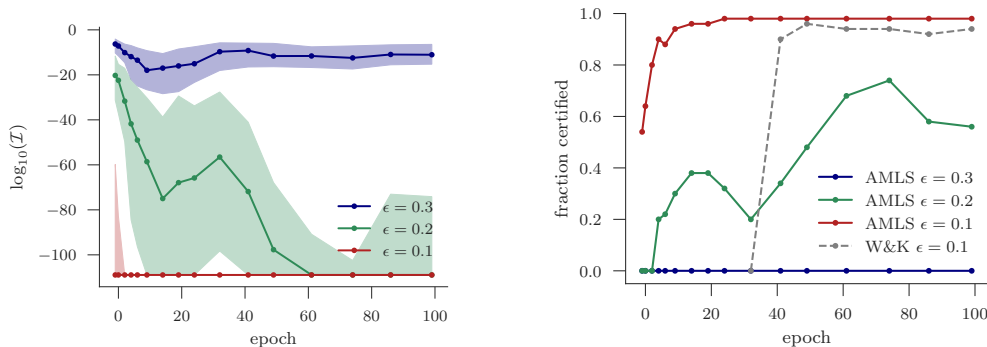 0
−20
−40
−60
−80
−100
log₁₀(ℐ)
0 20 40 60 80 100
epoch
ϵ = 0.3
ϵ = 0.2
ϵ = 0.1
1.0
0.8
0.6
0.4
0.2
0.0
fraction certified
0 20 40 60 80 100
epoch
AMLS ϵ = 0.3
AMLS ϵ = 0.2
AMLS ϵ = 0.1
W&K ϵ = 0.1